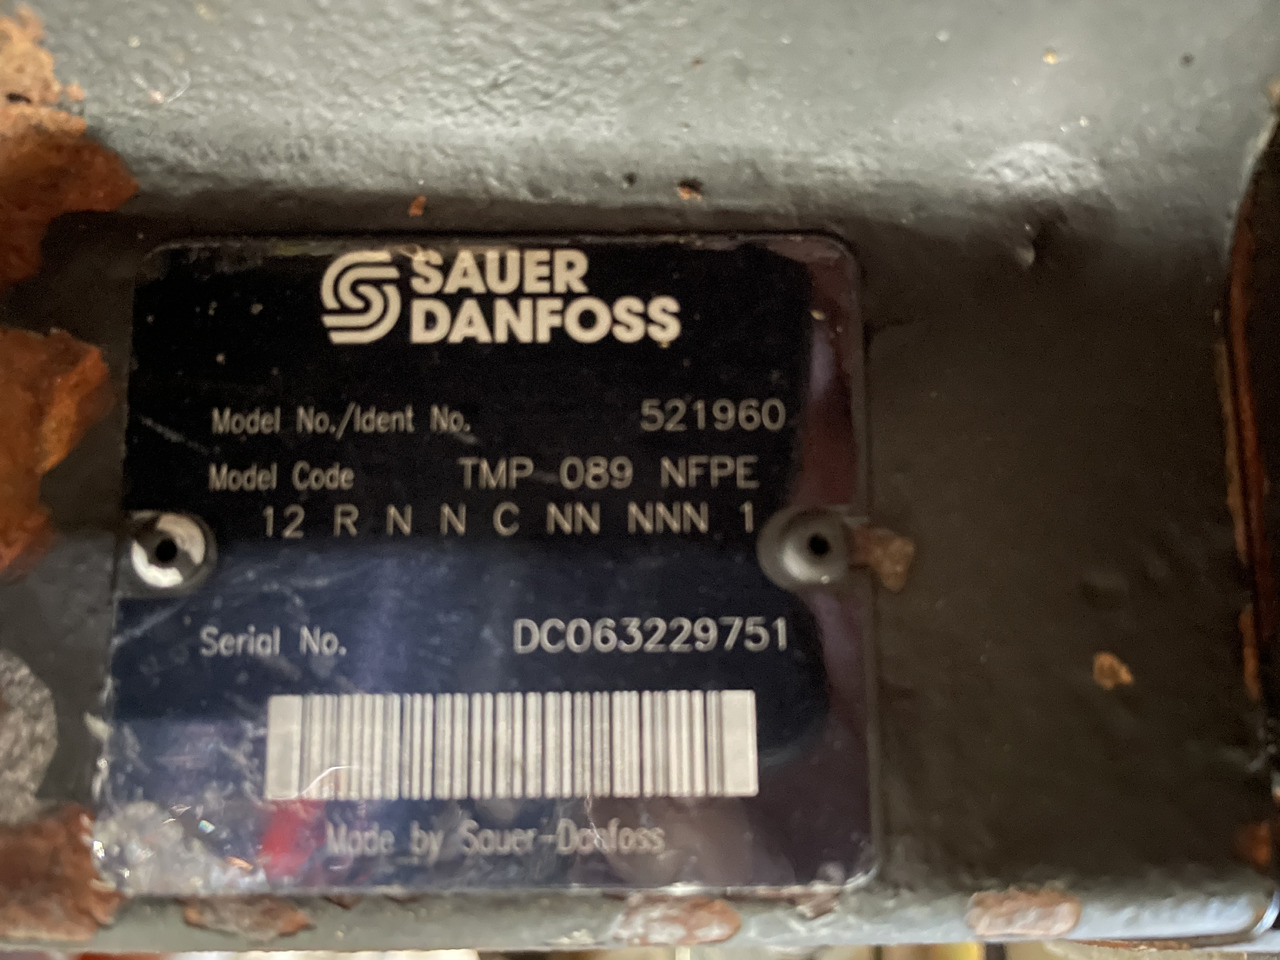 SAUER
DANFOSS
Model No./Ident No. 521960
Model Code TMP 089 NFPE
12 R N N C NN NNN 1
Serial No. DC063229751
Made by Sauer-Danfoss